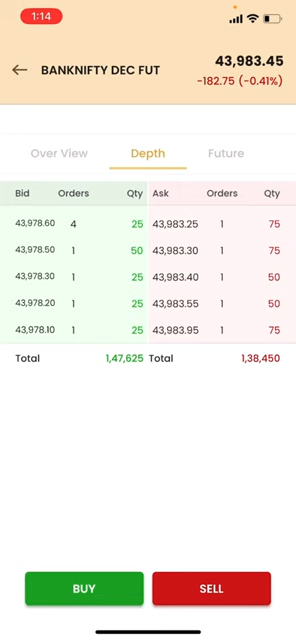 1:14
43,983.45
BANKNIFTY DEC FUT
-182.75 (-0.41%)
Over View Depth Future
Bid Orders Qty Ask Orders Qty
43,978.60 4 25 43,983.25 1 75
43,978.50 1 50 43,983.30 1 75
43,978.30 1 25 43,983.40 1 50
43,978.20 1 25 43,983.55 1 50
43,978.10 1 25 43,983.95 1 75
Total 1,47,625 Total 1,38,450
BUY SELL